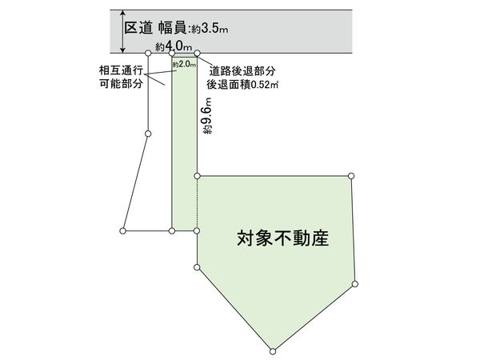 区道 幅員:約3.5m
約4.0m
相互通行
可能部分
約2.0m
道路後退部分
後退面積0.52㎡
約9.6m
対象不動産